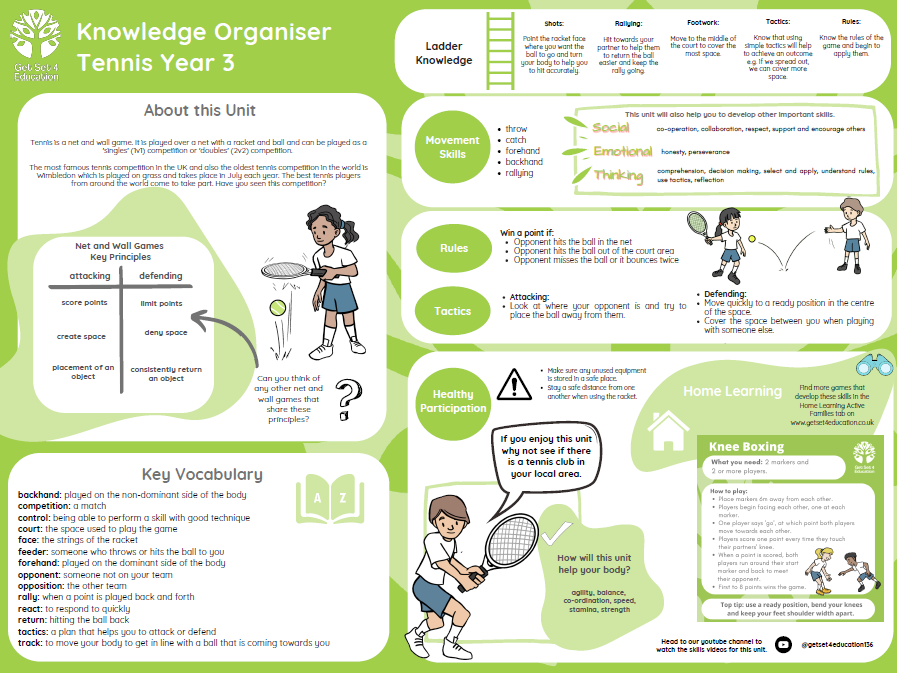 Get Set 4
Education
Knowledge Organiser
Tennis Year 3
About this Unit
Tennis is a net and wall game. It is played over a net with a racket and ball and can be played as a
'singles' (1v1) competition or 'doubles' (2v2) competition.
The most famous tennis competition in the UK and also the oldest tennis competition in the world is
Wimbledon which is played on grass and takes place in July each year. The best tennis players
from around the world come to take part. Have you seen this competition?
Net and Wall Games
Key Principles
attacking
defending
score points
limit points
create space
deny space
placement of an
object
consistently return
an object
Can you think of
any other net and
wall games that
share these
principles?
?
Key Vocabulary
A Z
backhand: played on the non-dominant side of the body
competition: a match
control: being able to perform a skill with good technique
court: the space used to play the game
face: the strings of the racket
feeder: someone who throws or hits the ball to you
forehand: played on the dominant side of the body
opponent: someone not on your team
opposition: the other team
rally: when a point is played back and forth
react: to respond to quickly
return: hitting the ball back
tactics: a plan that helps you to attack or defend
track: to move your body to get in line with a ball that is coming towards you
Ladder
Knowledge
Shots:
Point the racket face
where you want the
ball to go and turn
your body to help you
to hit accurately.
Rallying:
Hit towards your
partner to help them
to return the ball
easier and keep the
rally going.
Footwork:
Move to the middle of
the court to cover the
most space.
Tactics:
Know that using
simple tactics will help
to achieve an outcome
e.g. if we spread out,
we can cover more
space.
Rules:
Know the rules of the
game and begin to
apply them.
Movement
Skills
• throw
• catch
• forehand
• backhand
• rallying
This unit will also help you to develop other important skills.
Social
co-operation, collaboration, respect, support and encourage others
Emotional
honesty, perseverance
Thinking
comprehension, decision making, select and apply, understand rules,
use tactics, reflection
Rules
Win a point if:
• Opponent hits the ball in the net
• Opponent hits the ball out of the court area
• Opponent misses the ball or it bounces twice
Tactics
• Attacking:
• Look at where your opponent is and try to
place the ball away from them.
• Defending:
• Move quickly to a ready position in the centre
of the space.
• Cover the space between you when playing
with someone else.
Healthy
Participation
!
• Make sure any unused equipment
is stored in a safe place.
• Stay a safe distance from one
another when using the racket.
If you enjoy this unit
why not see if there
is a tennis club in
your local area.
How will this unit
help your body?
agility, balance,
co-ordination, speed,
stamina, strength
Home Learning
Find more games that
develop these skills in the
Home Learning Active
Families tab on
www.getset4education.co.uk
Knee Boxing
Get Set 4
Education
What you need: 2 markers and
2 or more players.
How to play:
• Place markers 6m away from each other.
• Players begin facing each other, one at each
marker.
• One player says 'go', at which point both players
move towards each other.
• Players score one point every time they touch
their partners' knee.
• When a point is scored, both
players run around their start
marker and back to meet
their opponent.
• First to 8 points wins the game.
Top tip: use a ready position, bend your knees
and keep your feet shoulder width apart.
Head to our youtube channel to
watch the skills videos for this unit.
@getset4education136